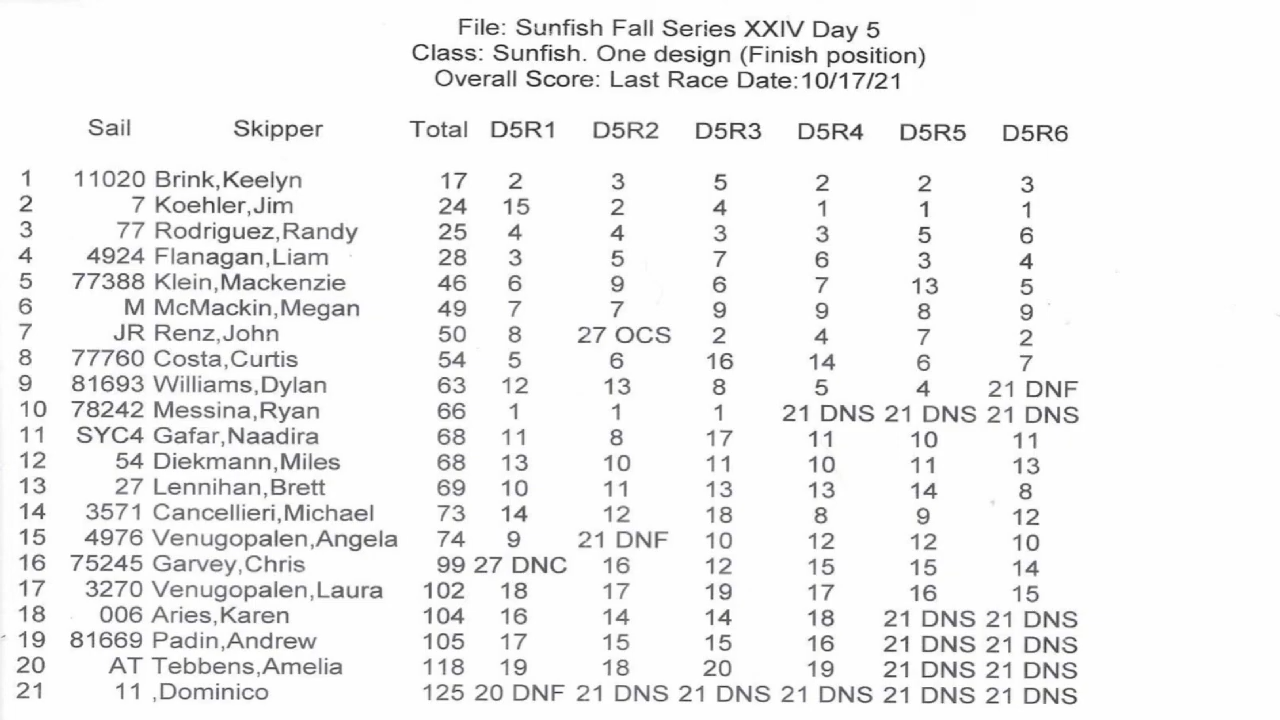 File: Sunfish Fall Series XXIV Day 5
Class: Sunfish. One design (Finish position)
Overall Score: Last Race Date:10/17/21
Sail Skipper Total D5R1 D5R2 D5R3 D5R4 D5R5 D5R6
1 11020 Brink,Keelyn 17 2 3 5 2 2 3
2 7 Koehler,Jim 24 15 2 4 1 1 1
3 77 Rodriguez,Randy 25 4 4 3 3 5 6
4 4924 Flanagan,Liam 28 3 5 7 6 3 4
5 77388 Klein,Mackenzie 46 6 9 6 7 13 5
6 M McMackin,Megan 49 7 7 9 9 8 9
7 JR Renz,John 50 8 27 OCS 2 4 7 2
8 77760 Costa,Curtis 54 5 6 16 14 6 7
9 81693 Williams,Dylan 63 12 13 8 5 4 21 DNF
10 78242 Messina,Ryan 66 1 1 1 21 DNS 21 DNS 21 DNS
11 SYC4 Gafar,Naadira 68 11 8 17 11 10 11
12 54 Diekmann,Miles 68 13 10 11 10 11 13
13 27 Lennihan,Brett 69 10 11 13 13 14 8
14 3571 Cancellieri,Michael 73 14 12 18 8 9 12
15 4976 Venugopalen,Angela 74 9 21 DNF 10 12 12 10
16 75245 Garvey,Chris 99 27 DNC 16 12 15 15 14
17 3270 Venugopalen,Laura 102 18 17 19 17 16 15
18 006 Aries,Karen 104 16 14 14 18 21 DNS 21 DNS
19 81669 Padin,Andrew 105 17 15 15 16 21 DNS 21 DNS
20 AT Tebbens,Amelia 118 19 18 20 19 21 DNS 21 DNS
21 11 ,Dominico 125 20 DNF 21 DNS 21 DNS 21 DNS 21 DNS 21 DNS